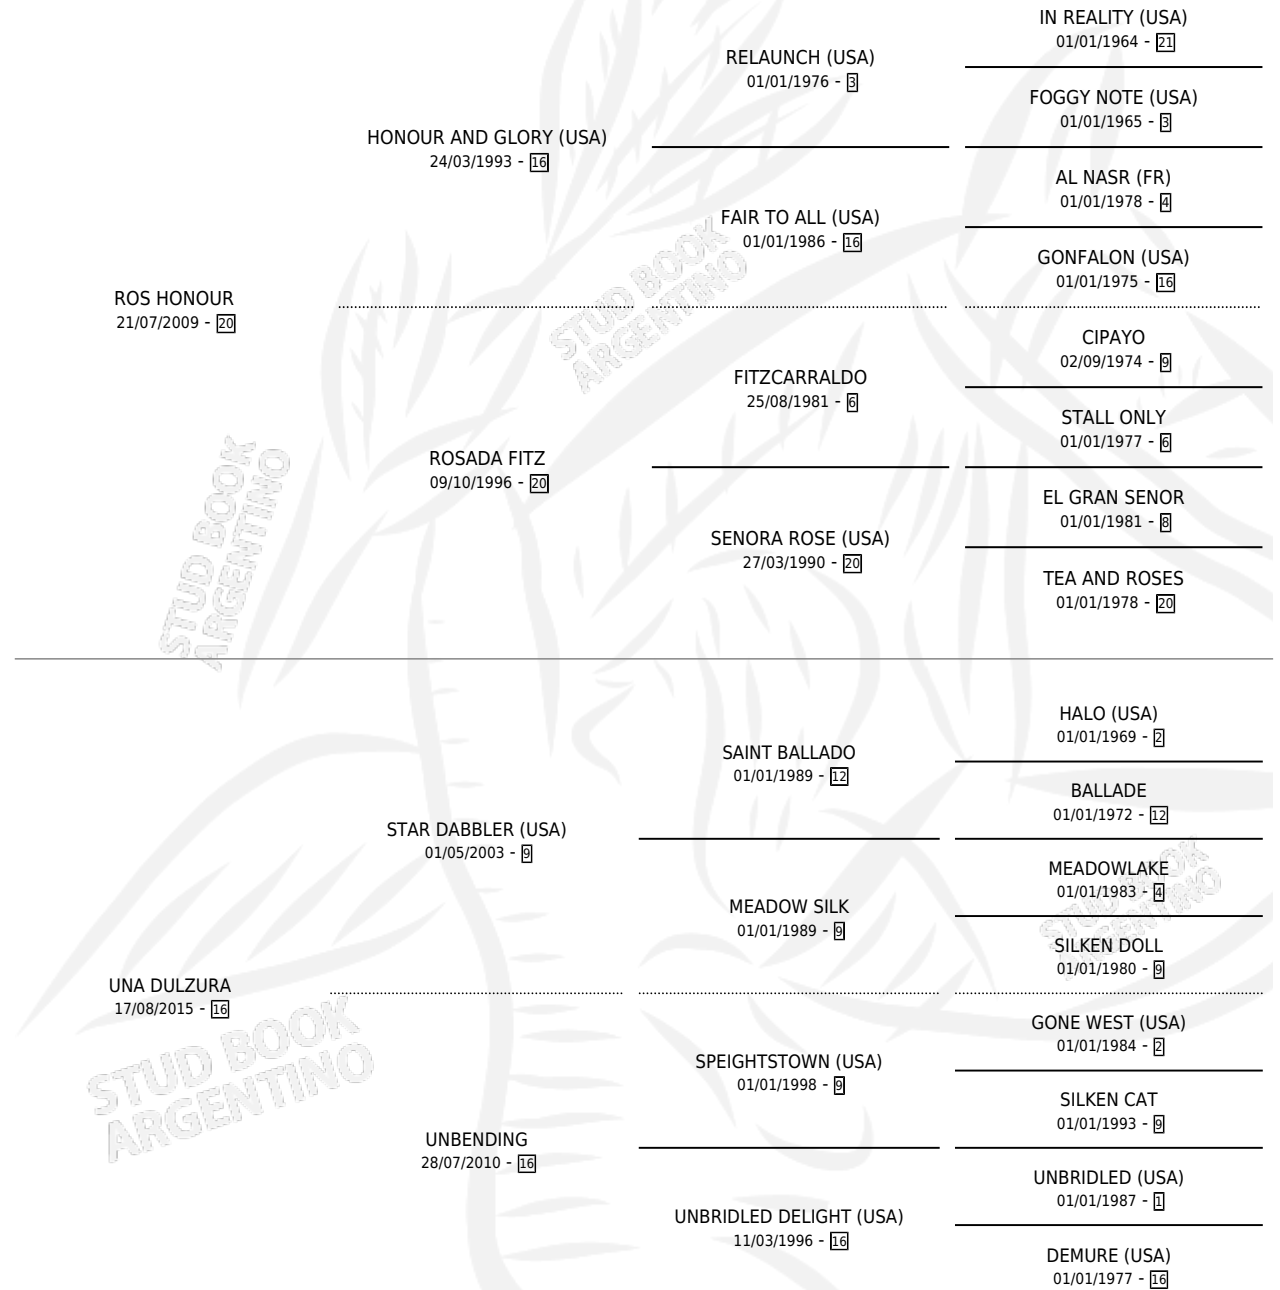 IN REALITY (USA)
01/01/1964 - 21
RELAUNCH (USA)
01/01/1976 - 3
FOGGY NOTE (USA)
01/01/1965 - 3
HONOUR AND GLORY (USA)
24/03/1993 - 16
AL NASR (FR)
01/01/1978 - 4
FAIR TO ALL (USA)
01/01/1986 - 16
GONFALON (USA)
01/01/1975 - 16
ROS HONOUR
21/07/2009 - 20
CIPAYO
02/09/1974 - 9
FITZCARRALDO
25/08/1981 - 6
STALL ONLY
01/01/1977 - 6
ROSADA FITZ
09/10/1996 - 20
EL GRAN SENOR
01/01/1981 - 8
SENORA ROSE (USA)
27/03/1990 - 20
TEA AND ROSES
01/01/1978 - 20
HALO (USA)
01/01/1969 - 2
SAINT BALLADO
01/01/1989 - 12
BALLADE
01/01/1972 - 12
STAR DABBLER (USA)
01/05/2003 - 9
MEADOWLAKE
01/01/1983 - 4
MEADOW SILK
01/01/1989 - 9
SILKEN DOLL
01/01/1980 - 9
UNA DULZURA
17/08/2015 - 16
GONE WEST (USA)
01/01/1984 - 2
SPEIGHTSTOWN (USA)
01/01/1998 - 9
SILKEN CAT
01/01/1993 - 9
UNBENDING
28/07/2010 - 16
UNBRIDLED (USA)
01/01/1987 - 1
UNBRIDLED DELIGHT (USA)
11/03/1996 - 16
DEMURE (USA)
01/01/1977 - 16
STUD BOOK
ARGENTINO
STUD BOOK
ARGENTINO
STUD BOOK
ARGENTINO
STUD BOOK
ARGENTINO